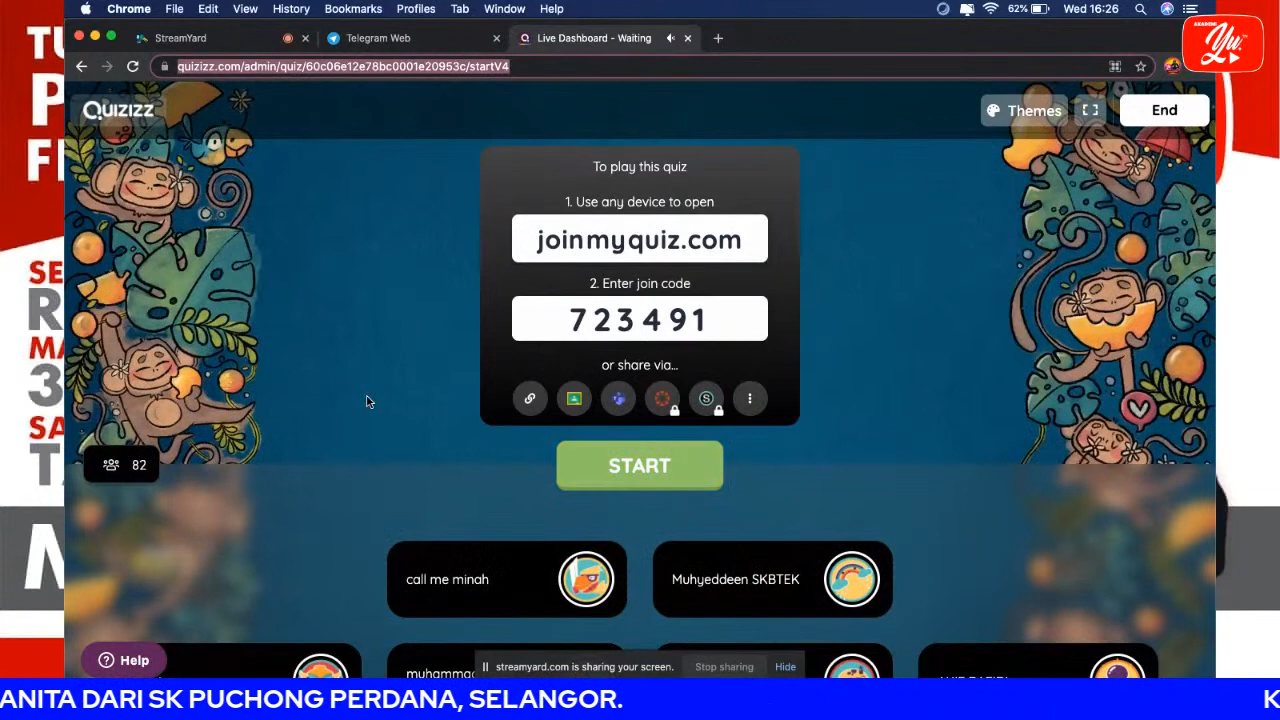 Chrome File Edit View History Bookmarks Profiles Tab Window Help 62% Wed 16:26
StreamYard Telegram Web Live Dashboard - Waiting
quizizz.com/admin/quiz/60c06e12e78bc0001e20953c/startV4
AKADEMI
Yu.
Quizizz Themes End
To play this quiz
1. Use any device to open
joinmyquiz.com
2. Enter join code
723491
or share via...
82
START
call me minah Muhyeddeen SKBTEK
Help
streamyard.com is sharing your screen. Stop sharing Hide
ANITA DARI SK PUCHONG PERDANA, SELANGOR. K